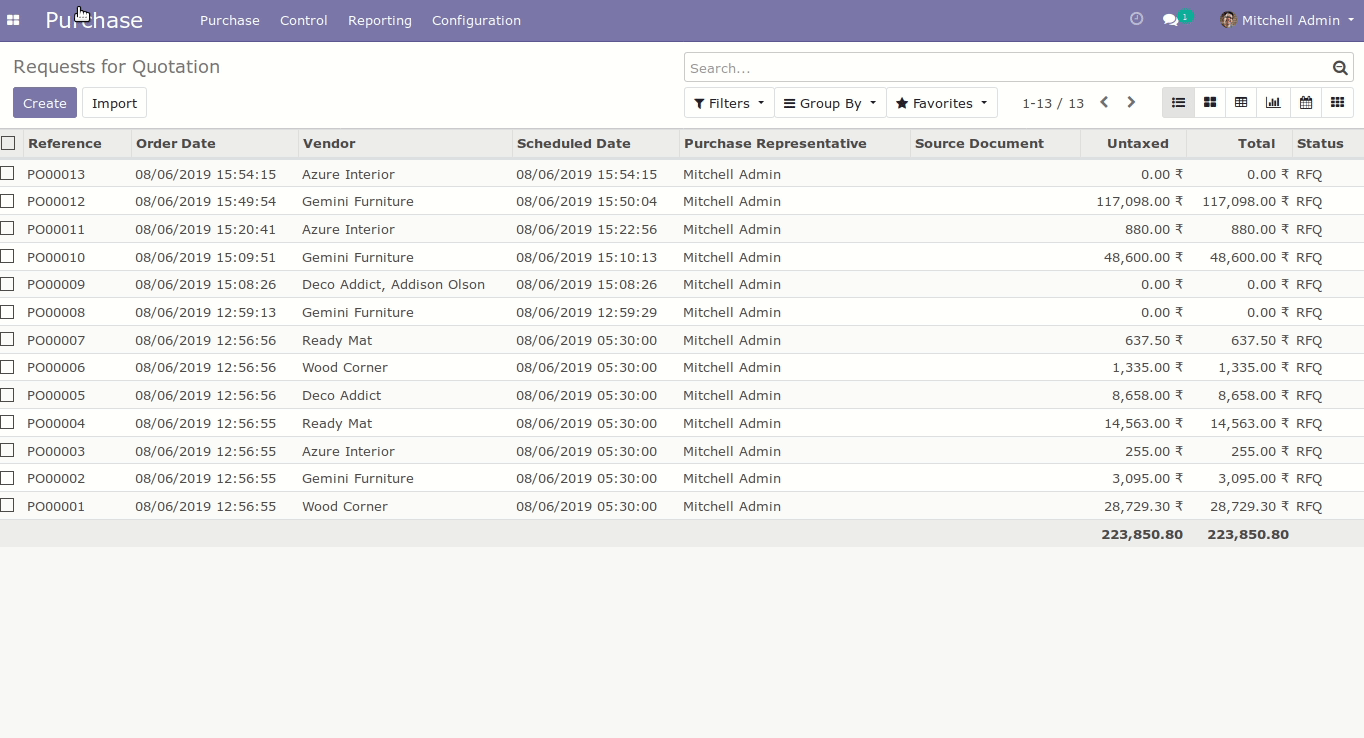 Purchase Purchase Control Reporting Configuration 1 Mitchell Admin
Requests for Quotation Search...
Create Import Filters Group By Favorites 1-13 / 13
Reference Order Date Vendor Scheduled Date Purchase Representative Source Document Untaxed Total Status
PO00013 08/06/2019 15:54:15 Azure Interior 08/06/2019 15:54:15 Mitchell Admin 0.00 ₹ 0.00 ₹ RFQ
PO00012 08/06/2019 15:49:54 Gemini Furniture 08/06/2019 15:50:04 Mitchell Admin 117,098.00 ₹ 117,098.00 ₹ RFQ
PO00011 08/06/2019 15:20:41 Azure Interior 08/06/2019 15:22:56 Mitchell Admin 880.00 ₹ 880.00 ₹ RFQ
PO00010 08/06/2019 15:09:51 Gemini Furniture 08/06/2019 15:10:13 Mitchell Admin 48,600.00 ₹ 48,600.00 ₹ RFQ
PO00009 08/06/2019 15:08:26 Deco Addict, Addison Olson 08/06/2019 15:08:26 Mitchell Admin 0.00 ₹ 0.00 ₹ RFQ
PO00008 08/06/2019 12:59:13 Gemini Furniture 08/06/2019 12:59:29 Mitchell Admin 0.00 ₹ 0.00 ₹ RFQ
PO00007 08/06/2019 12:56:56 Ready Mat 08/06/2019 05:30:00 Mitchell Admin 637.50 ₹ 637.50 ₹ RFQ
PO00006 08/06/2019 12:56:56 Wood Corner 08/06/2019 05:30:00 Mitchell Admin 1,335.00 ₹ 1,335.00 ₹ RFQ
PO00005 08/06/2019 12:56:56 Deco Addict 08/06/2019 05:30:00 Mitchell Admin 8,658.00 ₹ 8,658.00 ₹ RFQ
PO00004 08/06/2019 12:56:55 Ready Mat 08/06/2019 05:30:00 Mitchell Admin 14,563.00 ₹ 14,563.00 ₹ RFQ
PO00003 08/06/2019 12:56:55 Azure Interior 08/06/2019 05:30:00 Mitchell Admin 255.00 ₹ 255.00 ₹ RFQ
PO00002 08/06/2019 12:56:55 Gemini Furniture 08/06/2019 05:30:00 Mitchell Admin 3,095.00 ₹ 3,095.00 ₹ RFQ
PO00001 08/06/2019 12:56:55 Wood Corner 08/06/2019 05:30:00 Mitchell Admin 28,729.30 ₹ 28,729.30 ₹ RFQ
223,850.80 223,850.80